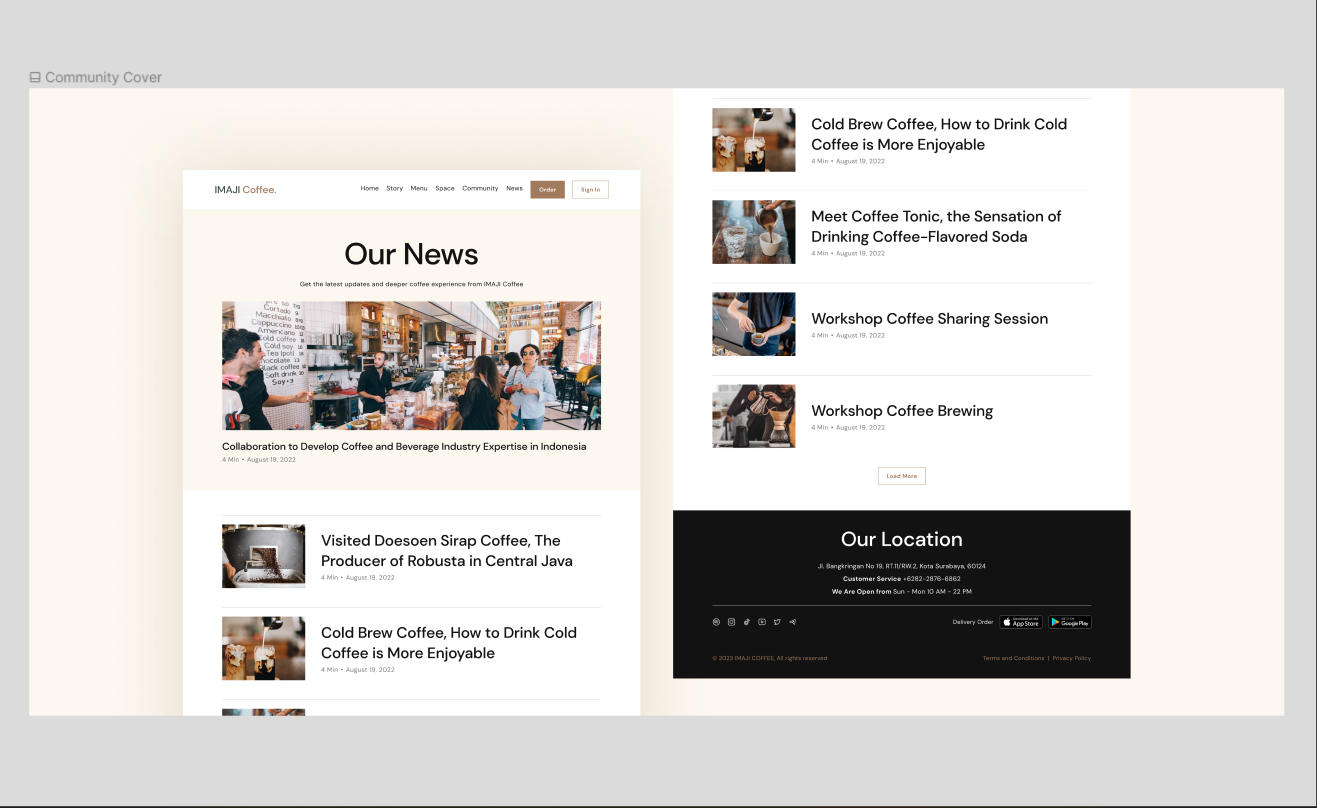 Community Cover
IMAJI Coffee.
Home Story Menu Space Community News Order Sign In
Our News
Get the latest updates and deeper coffee experience from IMAJI Coffee
Cortado 9
Macchiato
Cappuccino
Americano
Cold coffee
Cold soy
Black coffee
Soft drink
Soy+3
Collaboration to Develop Coffee and Beverage Industry Expertise in Indonesia
4 Min • August 19, 2022
Visited Doesoen Sirap Coffee, The
Producer of Robusta in Central Java
4 Min • August 19, 2022
Cold Brew Coffee, How to Drink Cold
Coffee is More Enjoyable
4 Min • August 19, 2022
Cold Brew Coffee, How to Drink Cold
Coffee is More Enjoyable
4 Min • August 19, 2022
Meet Coffee Tonic, the Sensation of
Drinking Coffee-Flavored Soda
4 Min • August 19, 2022
Workshop Coffee Sharing Session
4 Min • August 19, 2022
Workshop Coffee Brewing
4 Min • August 19, 2022
Load More
Our Location
Jl. Bangkringan No 19, RT.11/RW.2, Kota Surabaya, 60124
Customer Service +6282-2876-6862
We Are Open from Sun - Mon 10 AM - 22 PM
Delivery Order
Download on the
App Store
GET IT ON
Google Play
© 2023 IMAJI COFFEE, All rights reserved
Terms and Conditions | Privacy Policy